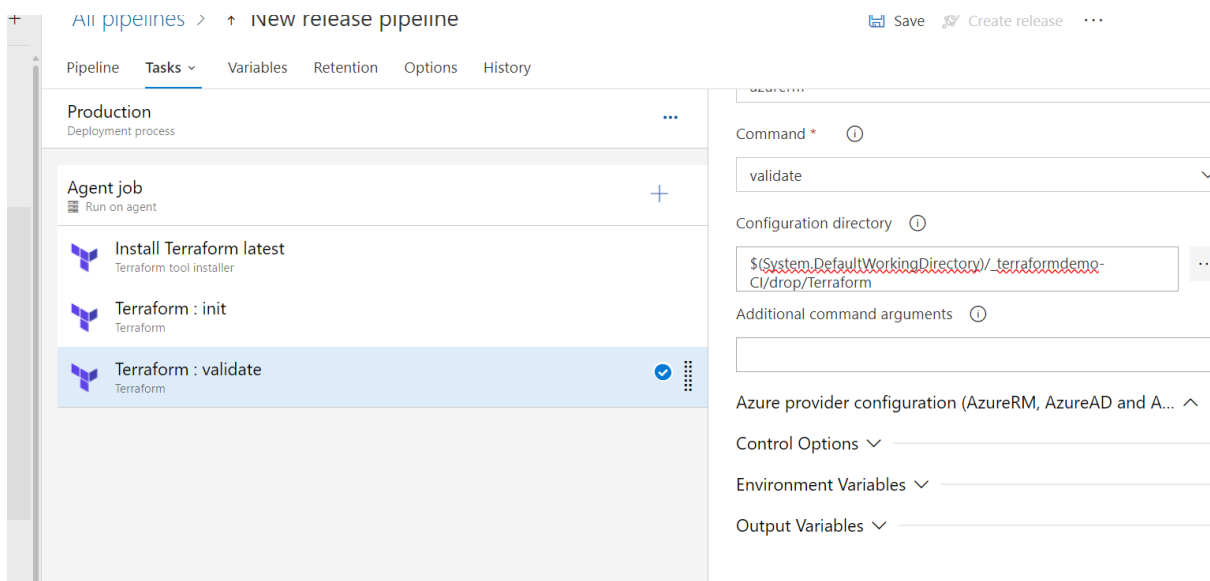 All pipelines > ↑ New release pipeline
Save Create release ...
Pipeline Tasks Variables Retention Options History
Production
Deployment process
Agent job
Run on agent
Install Terraform latest
Terraform tool installer
Terraform : init
Terraform
Terraform : validate
Terraform
azurerm
Command *
validate
Configuration directory
$(System.DefaultWorkingDirectory)/_terraformdemo-
CI/drop/Terraform
Additional command arguments
Azure provider configuration (AzureRM, AzureAD and A...
Control Options
Environment Variables
Output Variables